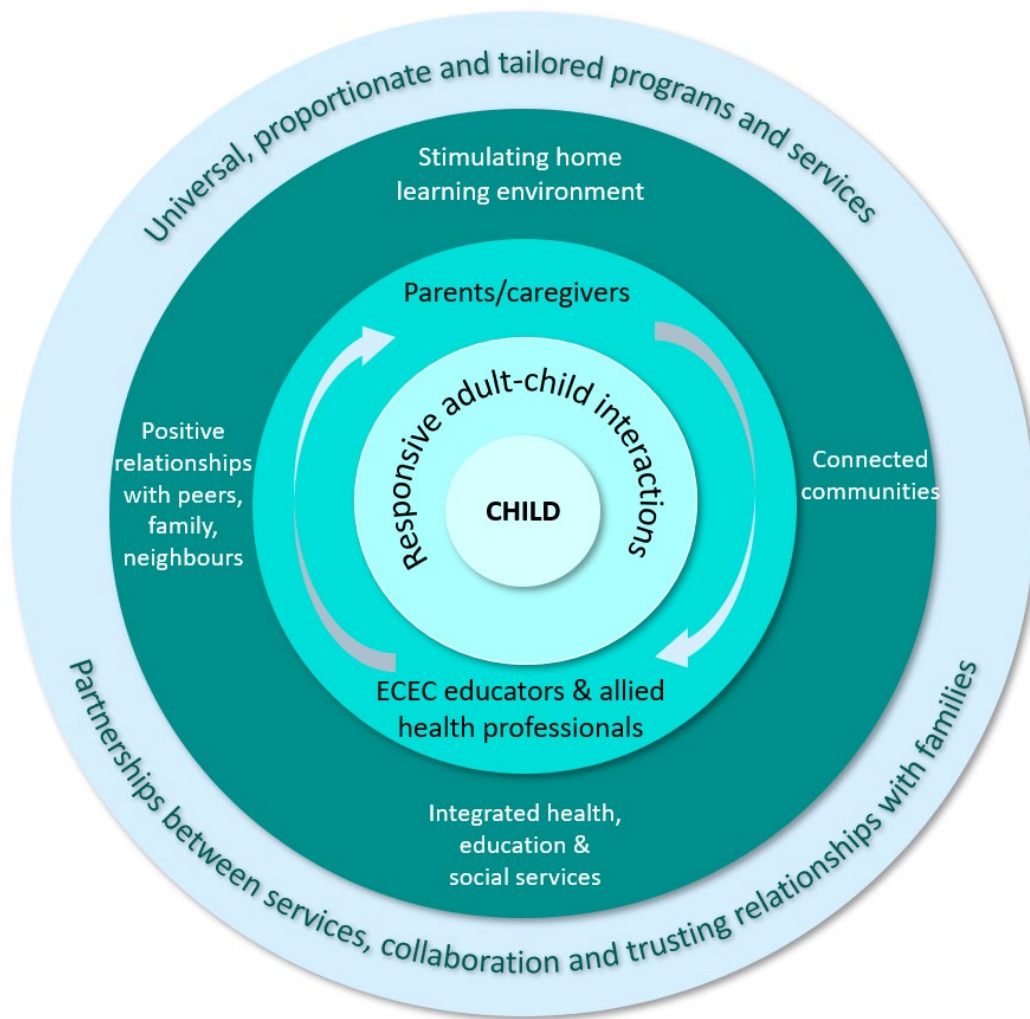 Universal, proportionate and tailored programs and services
Stimulating home
learning environment
Parents/caregivers
Responsive adult-child interactions
CHILD
Positive
relationships
with peers,
family,
neighbours
Connected
communities
ECEC educators & allied
health professionals
Integrated health,
education &
social services
Partnerships between services, collaboration and trusting relationships with families